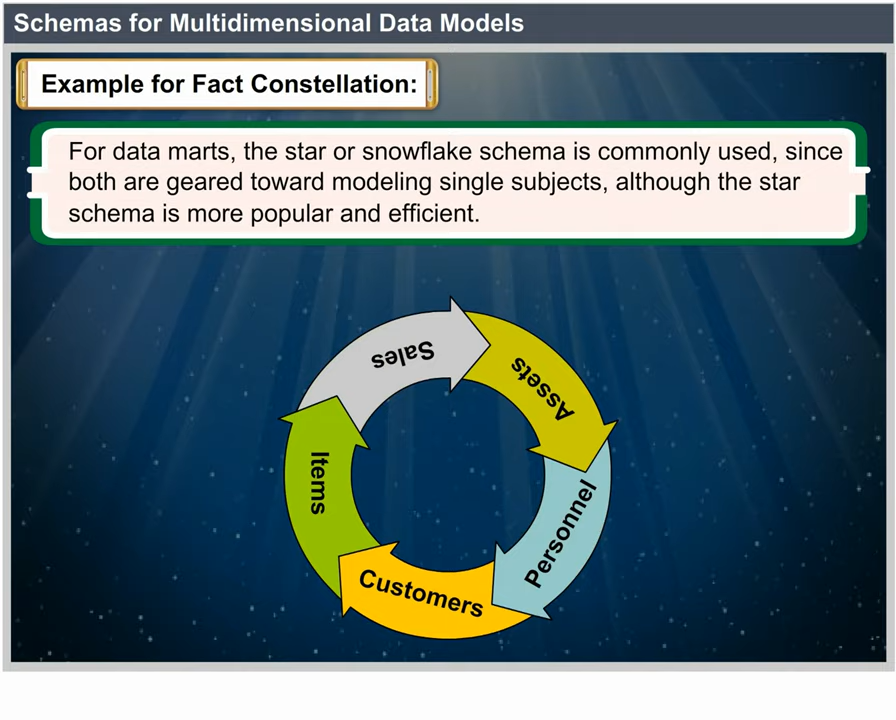 Schemas for Multidimensional Data Models
Example for Fact Constellation:
For data marts, the star or snowflake schema is commonly used, since
both are geared toward modeling single subjects, although the star
schema is more popular and efficient.
Sales
Assets
Personnel
Customers
Items